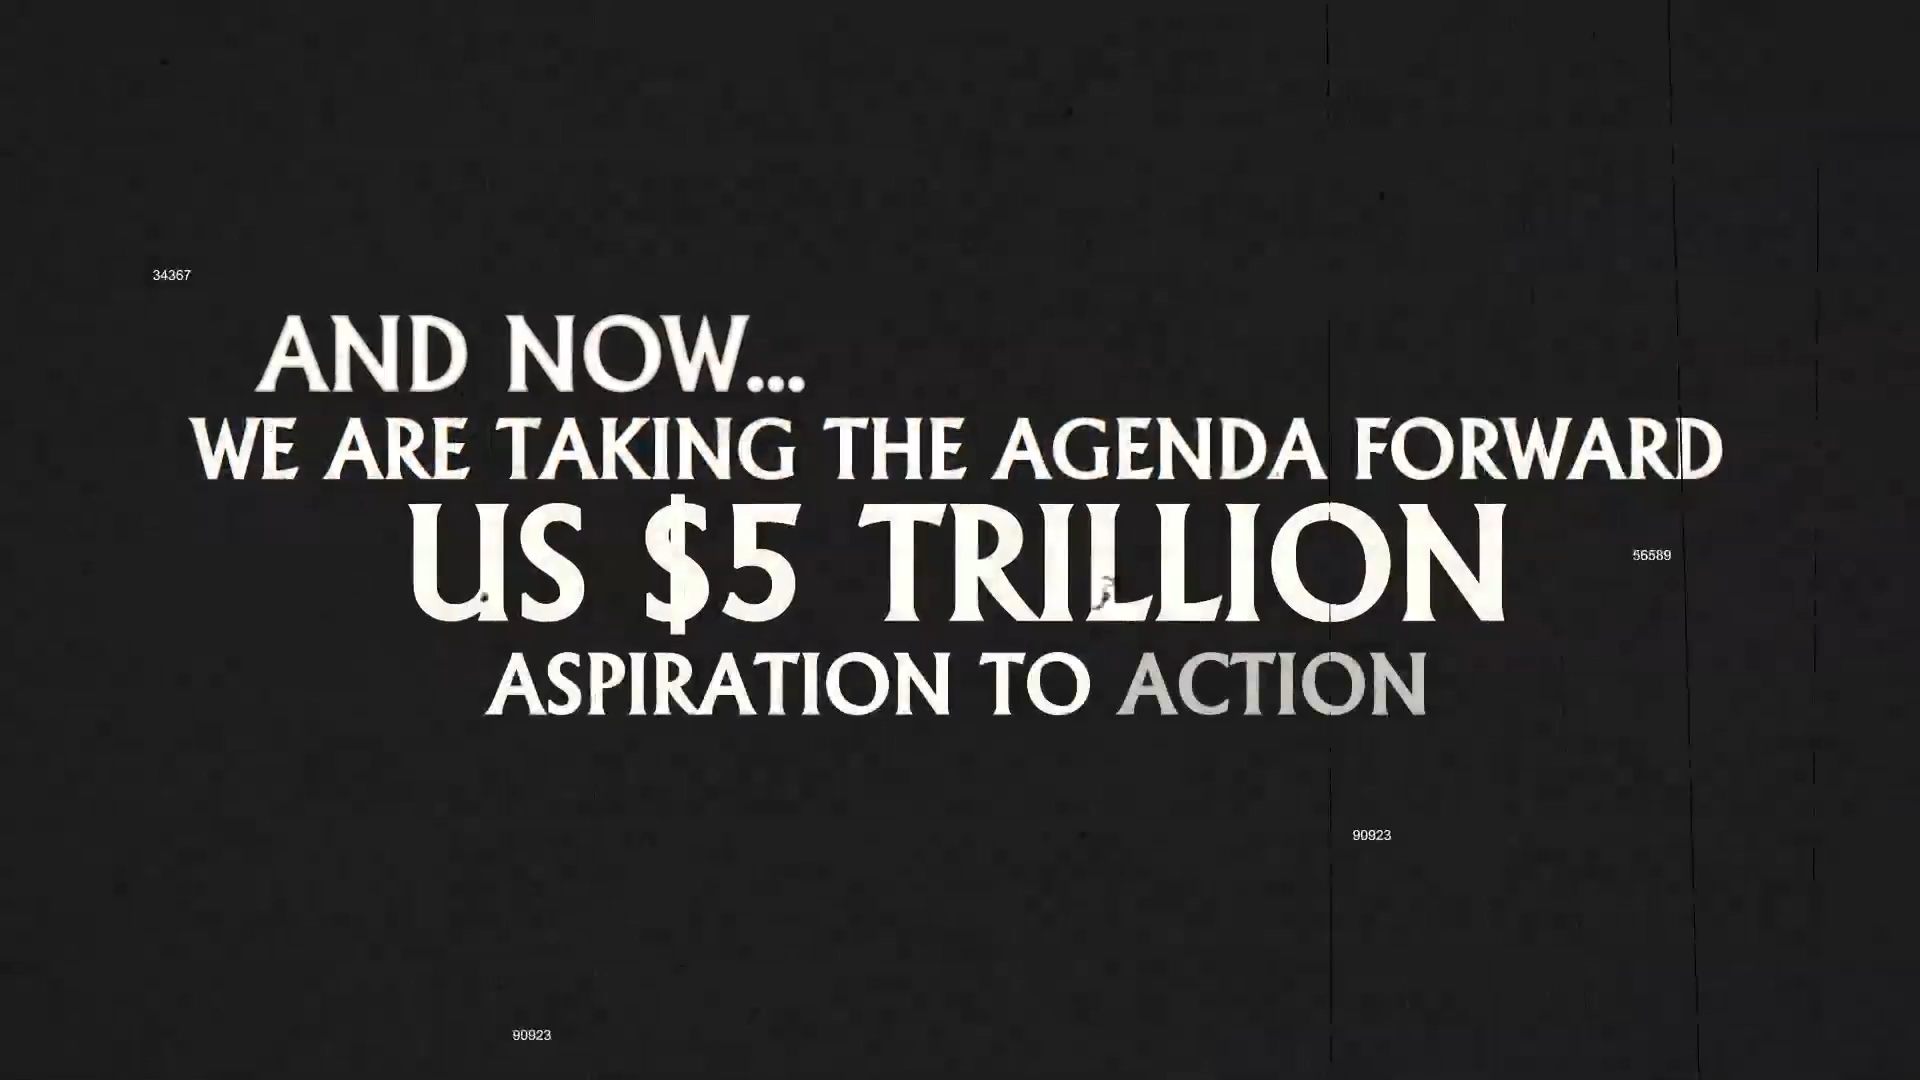 34367
AND NOW...
WE ARE TAKING THE AGENDA FORWARD
US $5 TRILLION
56589
ASPIRATION TO ACTION
90923
90923